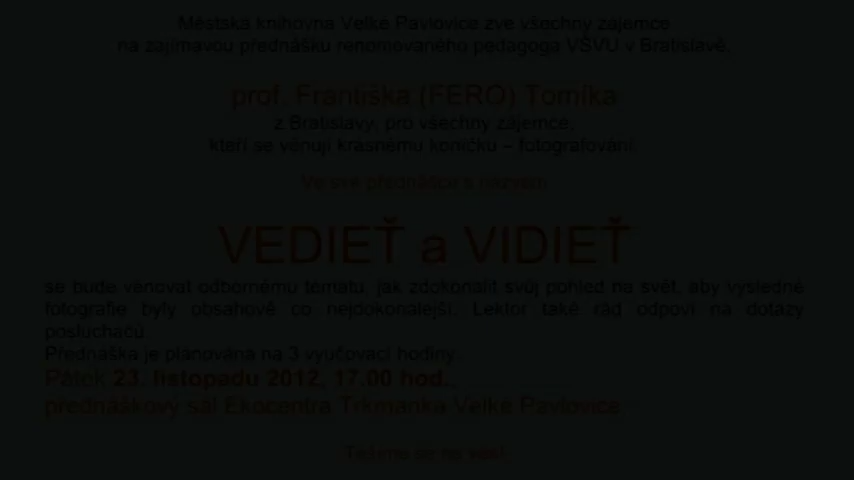 Městská knihovna Velké Pavlovice zve všechny zájemce
na zajímavou přednášku renomovaného pedagoga VŠVU v Bratislavě,
prof. Františka (FERO) Tomíka
z Bratislavy, pro všechny zájemce,
kteří se věnují krásnému koníčku – fotografování.
Ve své přednášce s názvem
VEDIEŤ a VIDIEŤ
se bude věnovat odbornému tématu, jak zdokonalit svůj pohled na svět, aby výsledné
fotografie byly obsahově co nejdokonalejší. Lektor také rád odpoví na dotazy
posluchačů.
Přednáška je plánována na 3 vyučovací hodiny.
Pátek 23. listopadu 2012, 17.00 hod.,
přednáškový sál Ekocentra Trkmanka Velké Pavlovice
Těšíme se na vás!